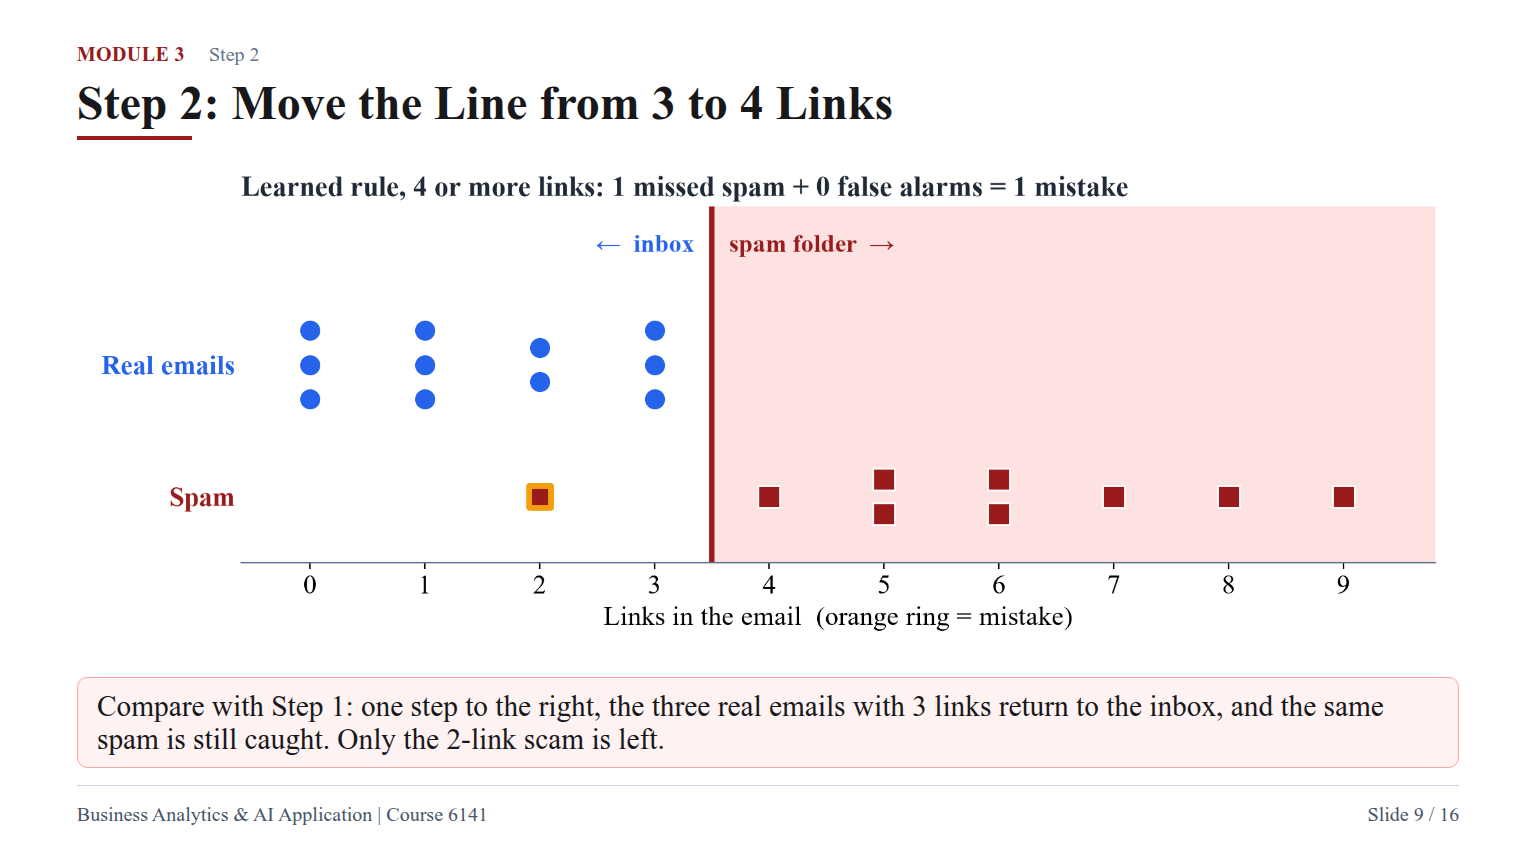 MODULE 3 Step 2
Step 2: Move the Line from 3 to 4 Links
Learned rule, 4 or more links: 1 missed spam + 0 false alarms = 1 mistake
← inbox spam folder →
Real emails
Spam
0 1 2 3 4 5 6 7 8 9
Links in the email (orange ring = mistake)
Compare with Step 1: one step to the right, the three real emails with 3 links return to the inbox, and the same
spam is still caught. Only the 2-link scam is left.
Business Analytics & AI Application | Course 6141 Slide 9 / 16